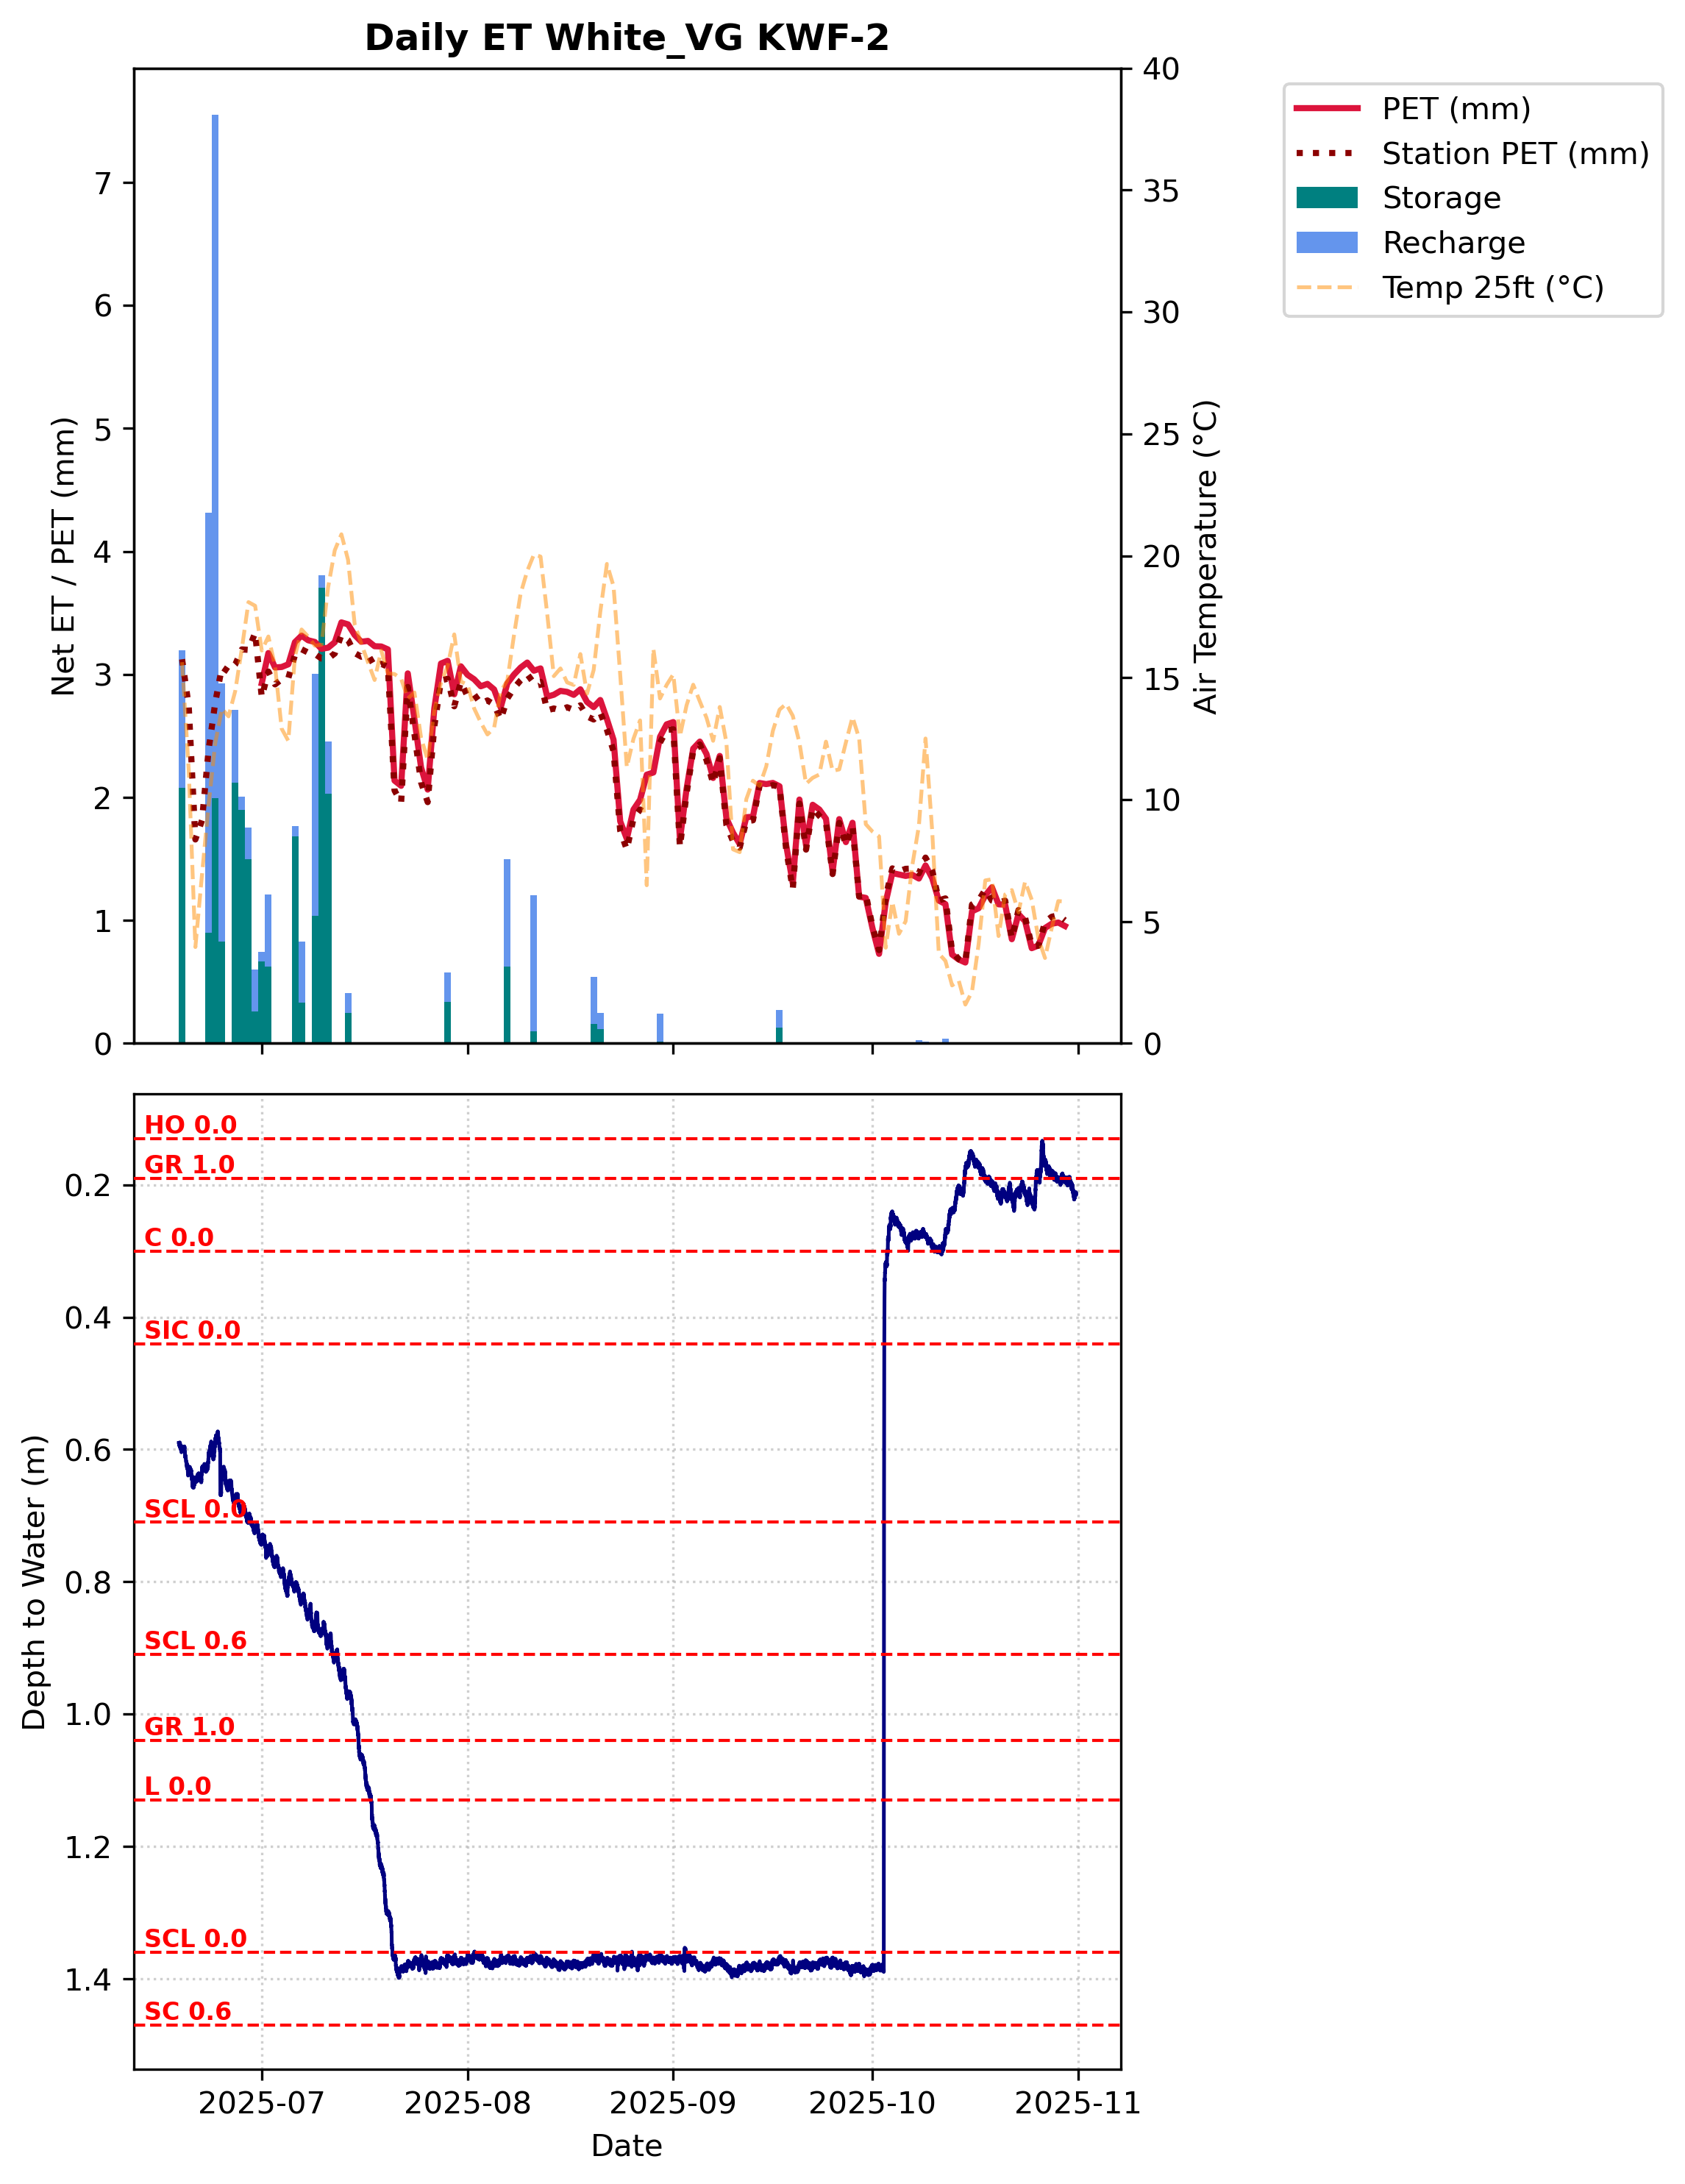 Daily ET White_VG KWF-2
Net ET / PET (mm)
7
6
5
4
3
2
1
0
40
35
30
25
20
15
10
5
0
Air Temperature (°C)
PET (mm)
Station PET (mm)
Storage
Recharge
Temp 25ft (°C)
Depth to Water (m)
0.2
0.4
0.6
0.8
1.0
1.2
1.4
HO 0.0
GR 1.0
C 0.0
SIC 0.0
SCL 0.0
SCL 0.6
GR 1.0
L 0.0
SCL 0.0
SC 0.6
2025-07
2025-08
2025-09
2025-10
2025-11
Date